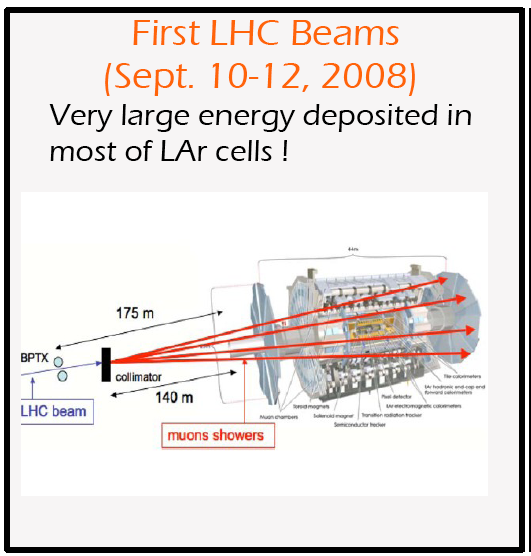 First LHC Beams
(Sept. 10-12, 2008)
Very large energy deposited in
most of LAr cells !
44m
175 m
BPTX
collimator
140 m
LHC beam
muons showers
Tile calorimeters
LAr hadronic end-cap and
forward calorimeters
Pixel detector
LAr electromagnetic calorimeters
Toroid magnets
Muon chambers
Solenoid magnet
Transition radiation tracker
Semiconductor tracker